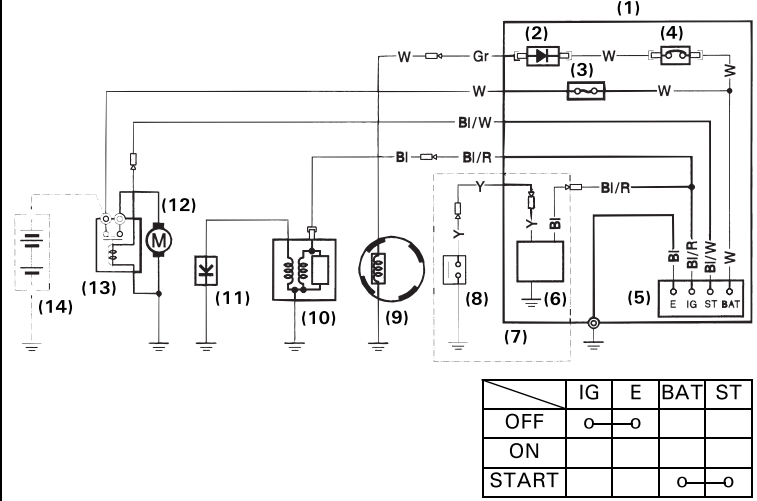 (1)
(2)
(4)
W
Gr
W
(3)
W
W
W
Bl/W
Bl
Bl/R
Y
Bl/R
(12)
M
Y
Y
Bl
Bl
Bl/R
Bl/W
W
(13)
(14)
(11)
(10)
(9)
(8)
(6)
(7)
(5)
E IG ST BAT
IG E BAT ST
OFF
ON
START